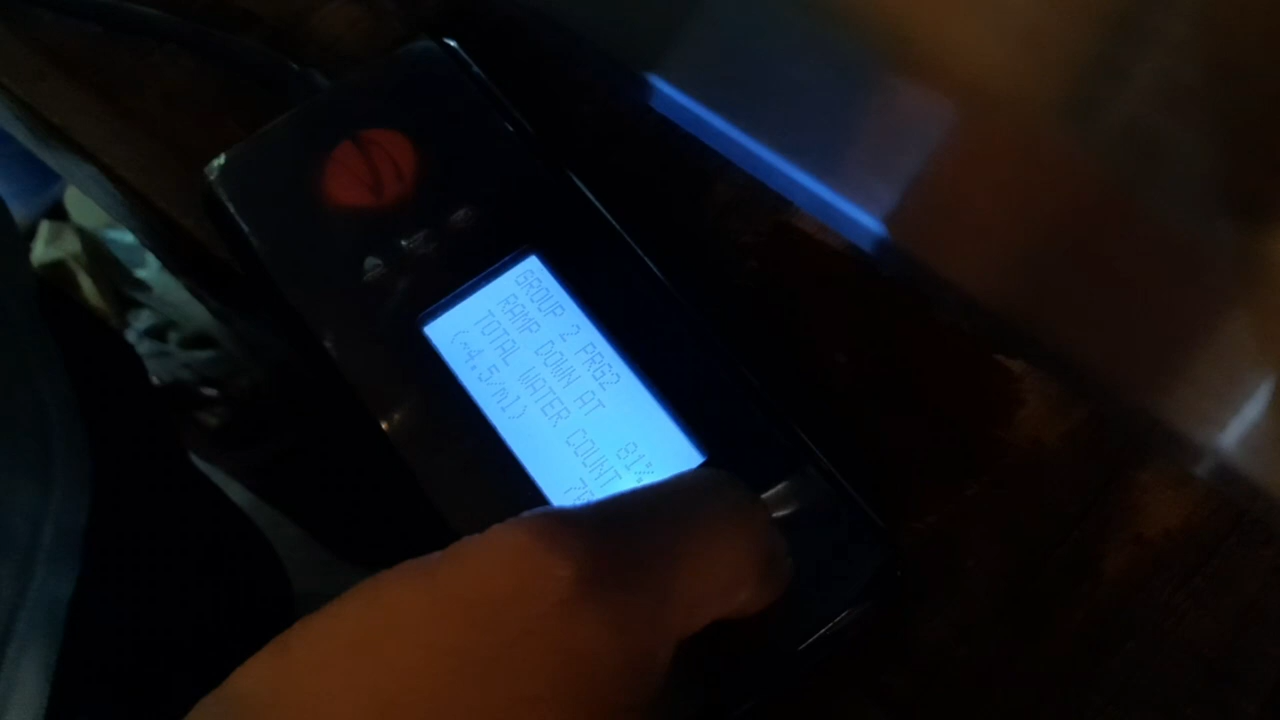 GROUP 2 PRG2
RAMP DOWN AT 81%
TOTAL WATER COUNT
(~4.5/ml)